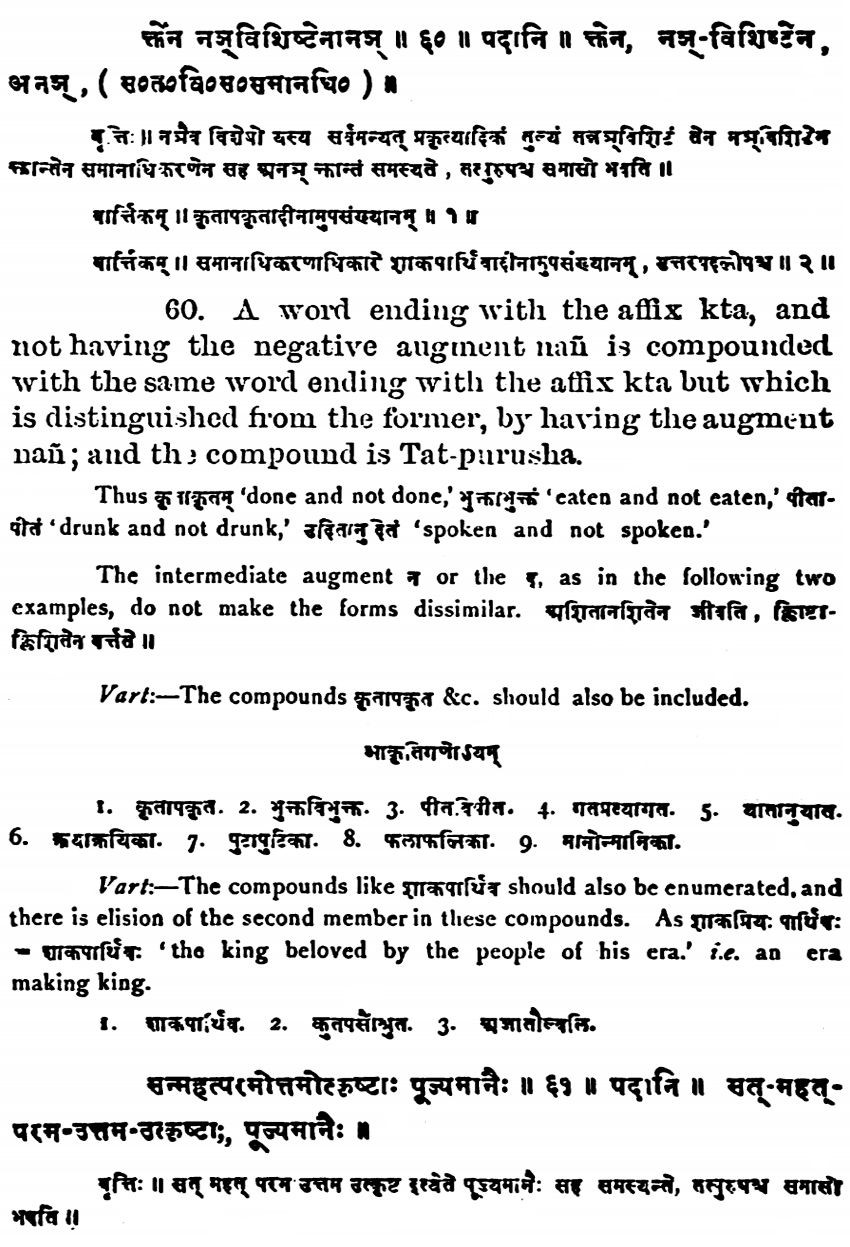 क्तेन नञ्विशिष्टेनानञ् ॥ ६० ॥ पदानि ॥ क्तेन, नञ्-विशिष्टेन,
अनञ्, ( स०त०वि०स०समानधि० ) ॥
वृत्तिः ॥ नञैव विशेषो यस्य सर्वमन्यत् प्रकृत्यादिकं तुल्यं तन्नञ्विशिष्टं तेन नञ्विशिष्टेन
क्तान्तेन समानाधिकरणेन सह अनञ् क्तान्तं समस्यते, तत्पुरुषश्च समासो भवति ॥
वार्त्तिकम् ॥ कृतापकृतादीनामुपसंख्यानम् ॥ १ ॥
वार्त्तिकम् ॥ समानाधिकरणाधिकारे शाकपार्थिवादीनामुपसंख्यानम्, उत्तरपदलोपश्च ॥ २ ॥
60. A word ending with the affix kta, and
not having the negative augment nañ is compounded
with the same word ending with the affix kta but which
is distinguished from the former, by having the augment
nañ; and the compound is Tat-purusha.
Thus कृताकृतम् 'done and not done,' भुक्ताभुक्तं 'eaten and not eaten,' पीता-
पीतं 'drunk and not drunk,' उदितानुदितं 'spoken and not spoken.'
The intermediate augment न or the इ, as in the following two
examples, do not make the forms dissimilar. अशितानशितेन जीवति, क्लिष्टा-
क्लिशितेन वर्त्तते ॥
Vart:—The compounds कृतापकृत &c. should also be included.
आकृतिगणोऽयम्
1. कृतापकृत. 2. भुक्तविभुक्त. 3. पीतविपीत. 4. गतप्रत्यागत. 5. यातानुयात.
6. क्रयाक्रयिका. 7. पुटापुटिका. 8. फलाफलिका. 9. मानोन्मानिका.
Vart:—The compounds like शाकपार्थिव should also be enumerated, and
there is elision of the second member in these compounds. As शाकप्रियः पार्थिवः
= शाकपार्थिवः 'the king beloved by the people of his era.' i.e. an era
making king.
1. शाकपार्थिव. 2. कुतपसौश्रुत. 3. अजातौल्वलि.
सन्महत्परमोत्तमोत्कृष्टाः पूज्यमानैः ॥ ६१ ॥ पदानि ॥ सत्-महत्-
परम-उत्तम-उत्कृष्टाः, पूज्यमानैः ॥
वृत्तिः ॥ सत् महत् परम उत्तम उत्कृष्ट इत्येते पूज्यमानैः सह समस्यन्ते, तत्पुरुषश्च समासो
भवति ॥